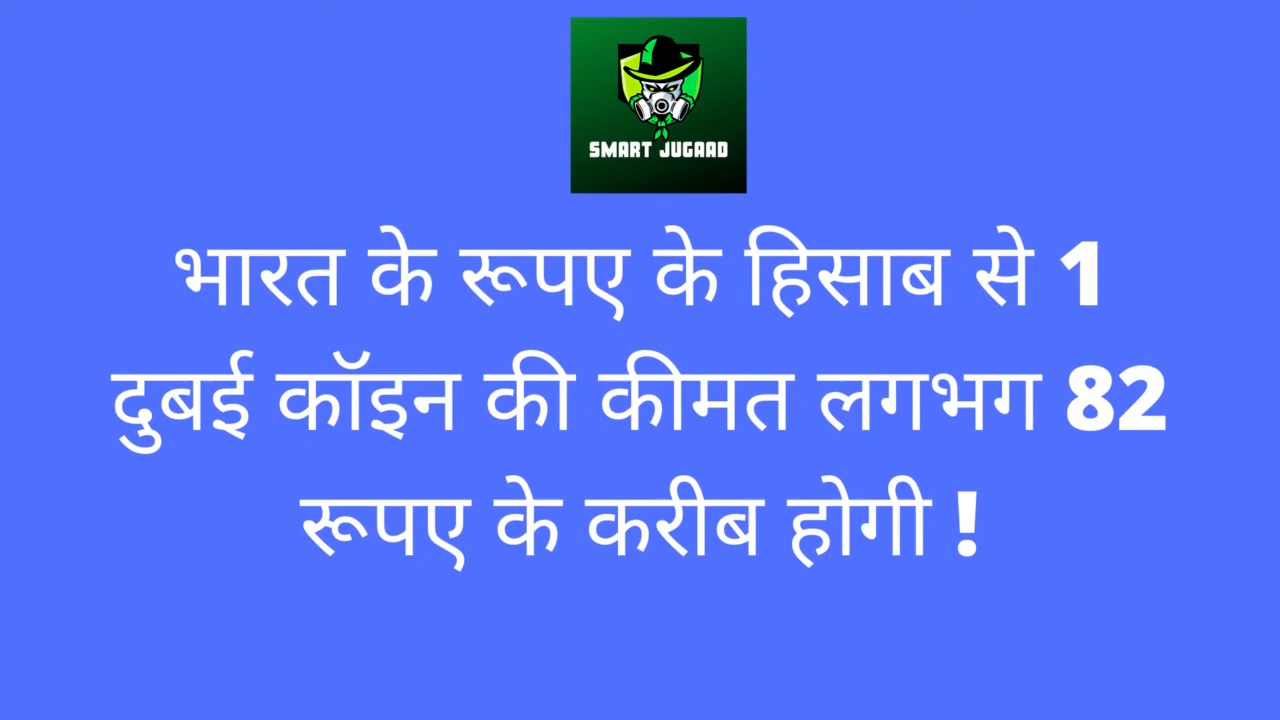 SMART JUGAAD
भारत के रूपए के हिसाब से 1
दुबई कॉइन की कीमत लगभग 82
रूपए के करीब होगी !